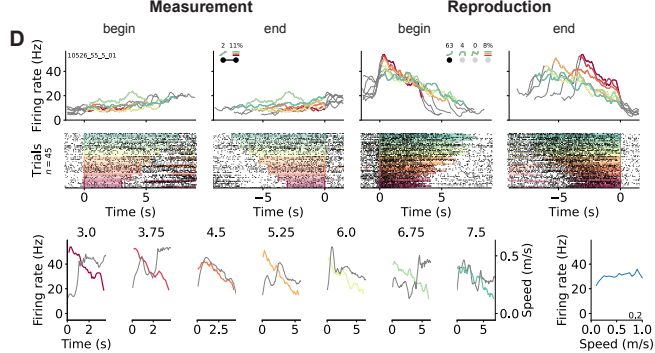 Measurement Reproduction
D begin end begin end
10526_55_5_01
2 11%
63 4 0 8%
Firing rate (Hz)
40
20
0
Trials
n = 45
0 5 −5 0 0 5 −5 0
Time (s) Time (s) Time (s) Time (s)
3.0 3.75 4.5 5.25 6.0 6.75 7.5
Firing rate (Hz)
40
20
0
0.5
0.0
Speed (m/s)
Firing rate (Hz)
40
20
0
0.2
0 2 0 2 0.0 2.5 0 5 0 5 0 5 0 5
Time (s)
0.0 0.5 1.0
Speed (m/s)